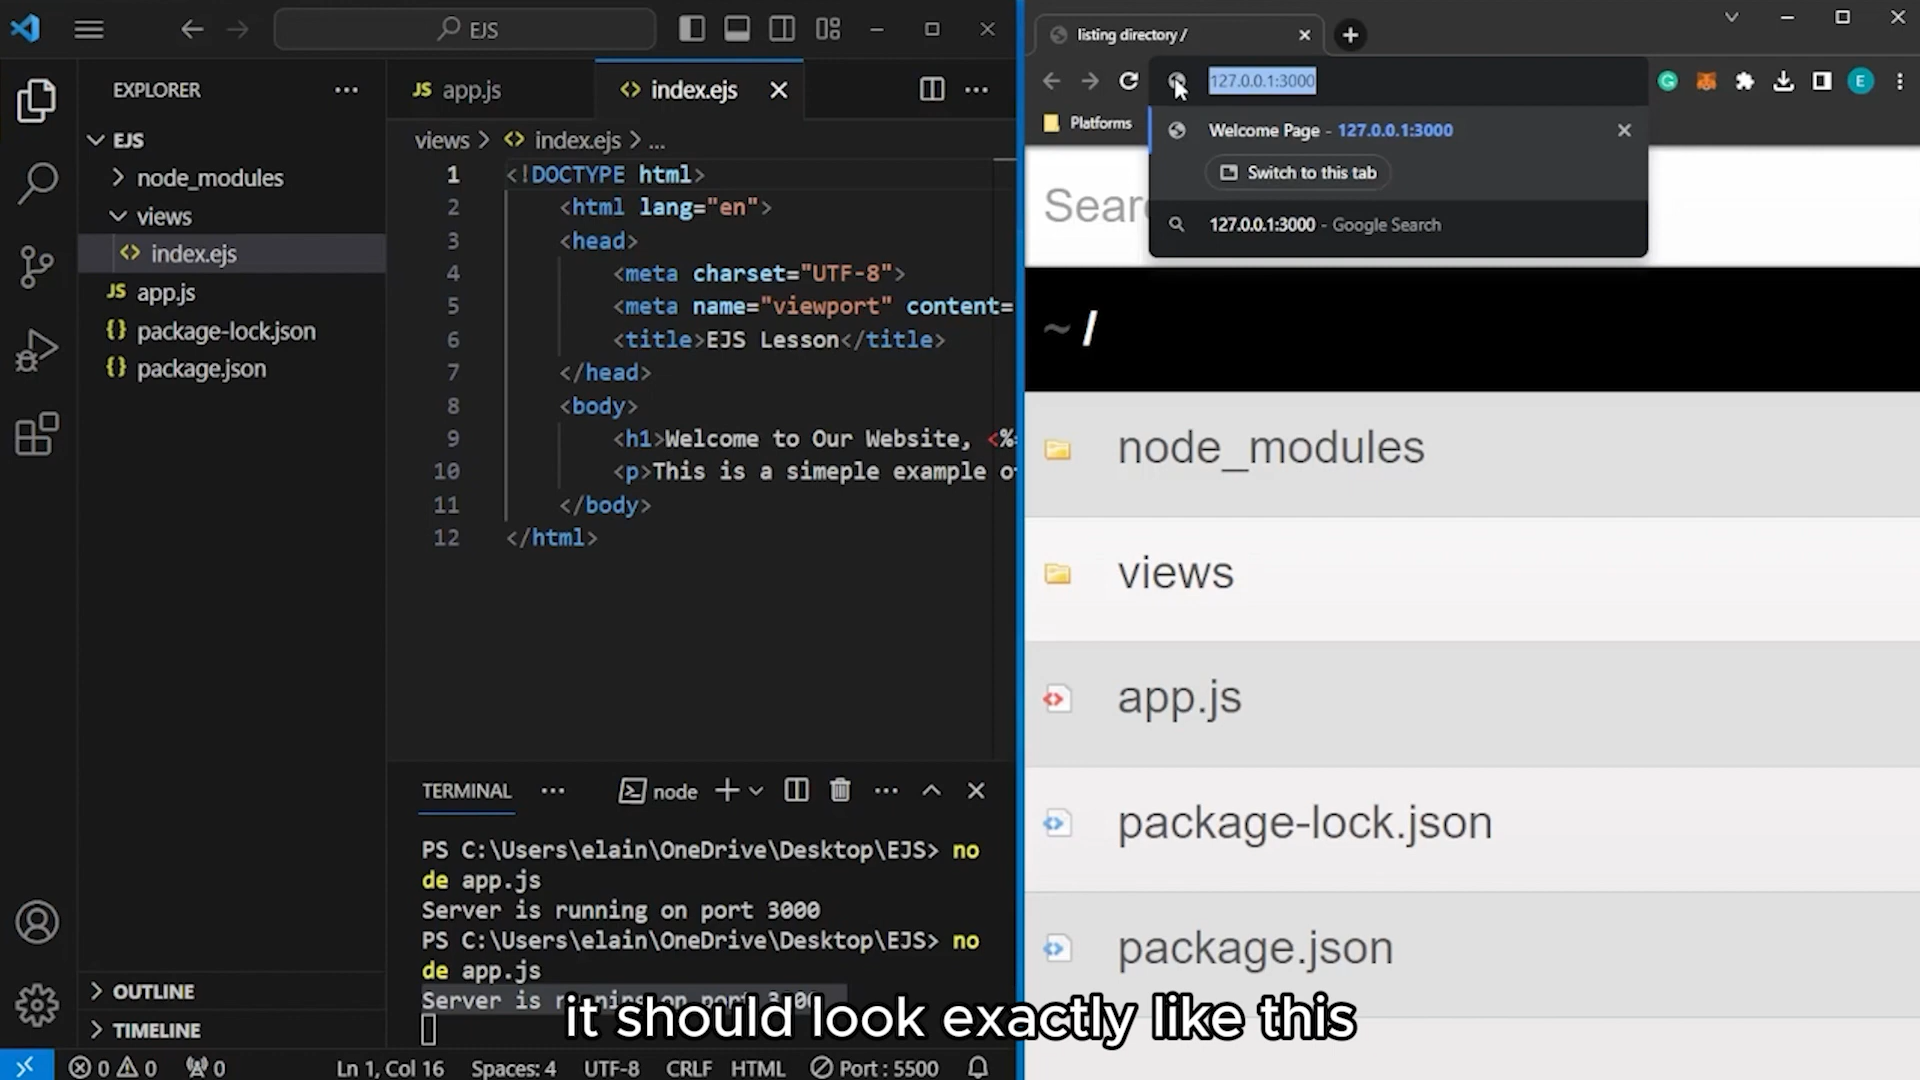 EJS
EXPLORER
EJS
node_modules
views
index.ejs
JS app.js
{} package-lock.json
{} package.json
OUTLINE
TIMELINE
JS app.js
<> index.ejs
views > <> index.ejs > ...
1 <!DOCTYPE html>
2 <html lang="en">
3 <head>
4 <meta charset="UTF-8">
5 <meta name="viewport" content=
6 <title>EJS Lesson</title>
7 </head>
8 <body>
9 <h1>Welcome to Our Website, <%=
10 <p>This is a simeple example of
11 </body>
12 </html>
TERMINAL
node
PS C:\Users\elain\OneDrive\Desktop\EJS> no
de app.js
Server is running on port 3000
PS C:\Users\elain\OneDrive\Desktop\EJS> no
de app.js
Server is running on port 3000
0 0 0
Ln 1, Col 16 Spaces: 4 UTF-8 CRLF HTML Port : 5500
listing directory /
127.0.0.1:3000
E
Platforms
Welcome Page - 127.0.0.1:3000
Switch to this tab
127.0.0.1:3000 - Google Search
Sear
~ /
node_modules
views
app.js
package-lock.json
package.json
it should look exactly like this